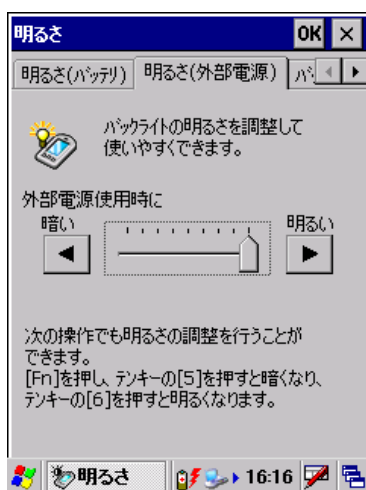 明るさ OK ×
明るさ(バッテリ) 明るさ(外部電源)
バックライトの明るさを調整して
使いやすくできます。
外部電源使用時に
暗い 明るい
次の操作でも明るさの調整を行うことが
できます。
[Fn]を押し、テンキーの[5]を押すと暗くなり、
テンキーの[6]を押すと明るくなります。
明るさ 16:16